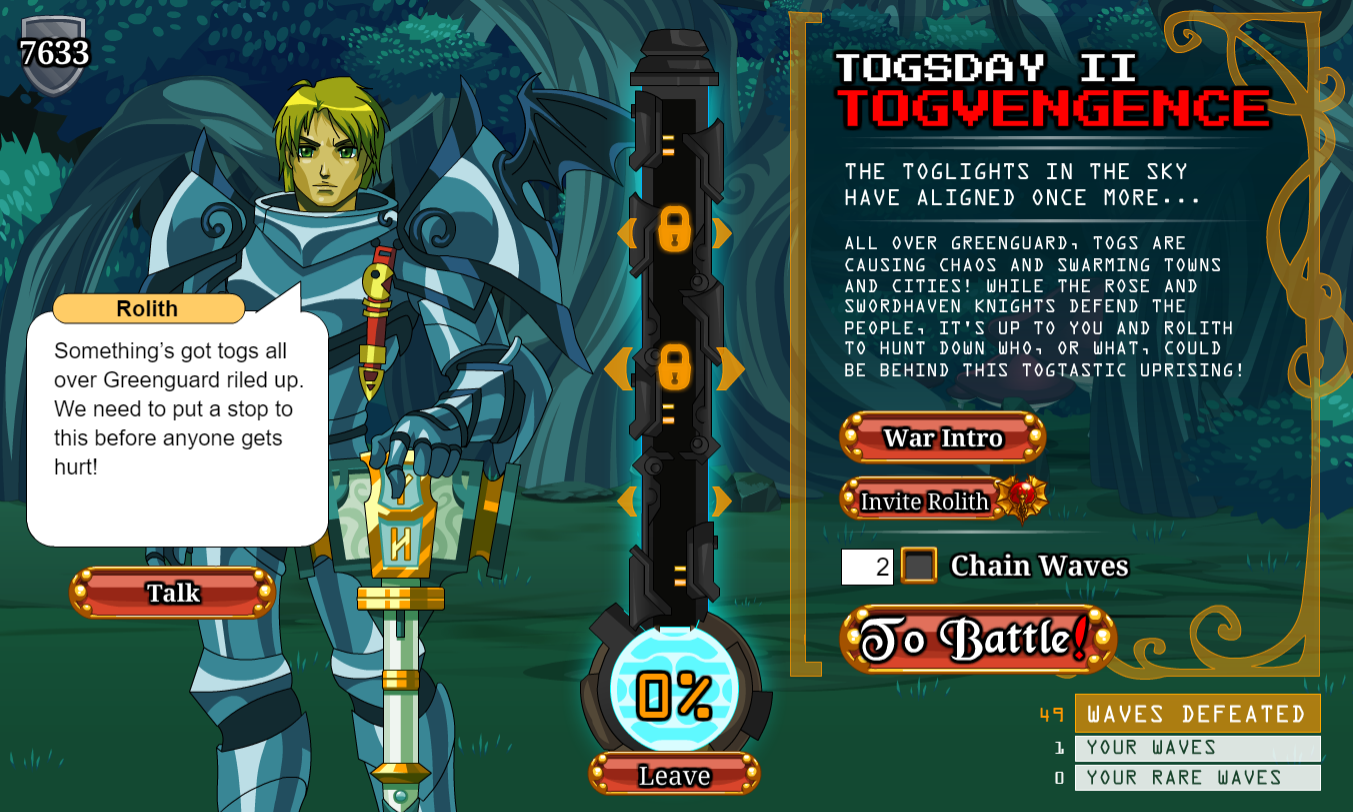 7633
Rolith
Something's got togs all
over Greenguard riled up.
We need to put a stop to
this before anyone gets
hurt!
Talk
0%
Leave
TOGSDAY II
TOGVENGENCE
THE TOGLIGHTS IN THE SKY
HAVE ALIGNED ONCE MORE...
ALL OVER GREENGUARD, TOGS ARE
CAUSING CHAOS AND SWARMING TOWNS
AND CITIES! WHILE THE ROSE AND
SWORDHAVEN KNIGHTS DEFEND THE
PEOPLE, IT'S UP TO YOU AND ROLITH
TO HUNT DOWN WHO, OR WHAT, COULD
BE BEHIND THIS TOGTASTIC UPRISING!
War Intro
Invite Rolith
2 Chain Waves
To Battle!
49 WAVES DEFEATED
1 YOUR WAVES
0 YOUR RARE WAVES